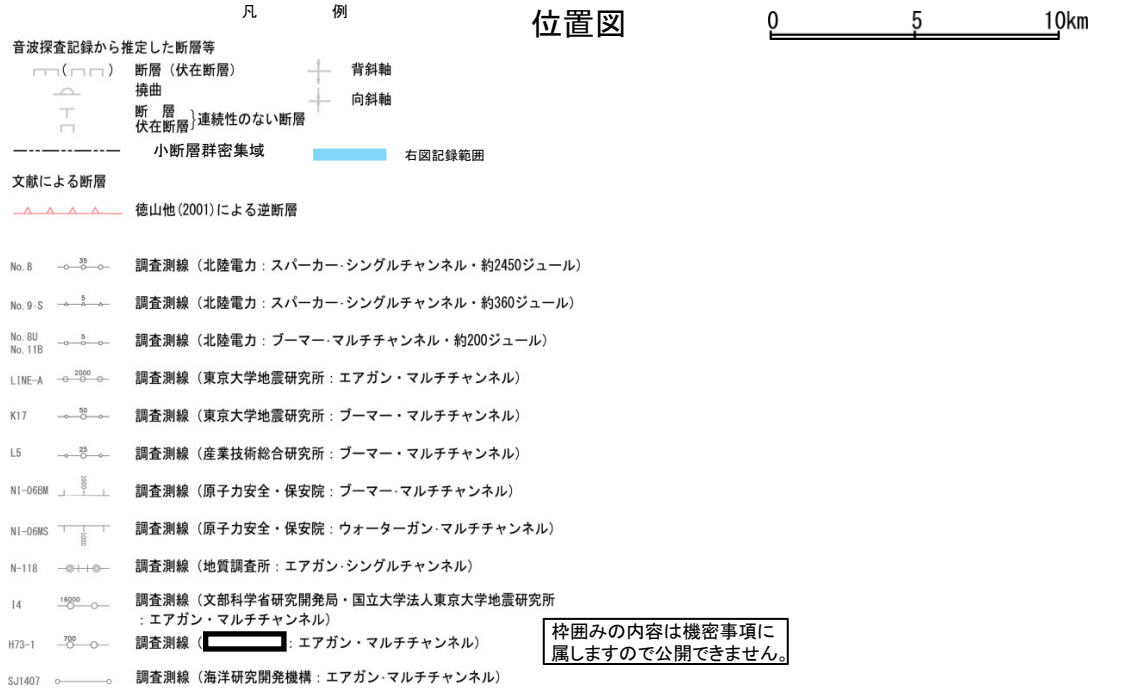 凡　例
位置図
0 5 10km
音波探査記録から推定した断層等
( ) 断層（伏在断層）
背斜軸
撓曲
向斜軸
断　層
伏在断層}連続性のない断層
小断層群密集域
右図記録範囲
文献による断層
徳山他(2001)による逆断層
No.8 35 調査測線（北陸電力：スパーカー・シングルチャンネル・約2450ジュール）
No.9-S 5 調査測線（北陸電力：スパーカー・シングルチャンネル・約360ジュール）
No.8U
No.11B 5 調査測線（北陸電力：ブーマー・マルチチャンネル・約200ジュール）
LINE-A 2000 調査測線（東京大学地震研究所：エアガン・マルチチャンネル）
K17 50 調査測線（東京大学地震研究所：ブーマー・マルチチャンネル）
L5 25 調査測線（産業技術総合研究所：ブーマー・マルチチャンネル）
NI-06BM 調査測線（原子力安全・保安院：ブーマー・マルチチャンネル）
NI-06MS 調査測線（原子力安全・保安院：ウォーターガン・マルチチャンネル）
N-118 調査測線（地質調査所：エアガン・シングルチャンネル）
I4 16000 調査測線（文部科学省研究開発局・国立大学法人東京大学地震研究所
：エアガン・マルチチャンネル）
H73-1 700 調査測線（ ：エアガン・マルチチャンネル）
SJ1407 調査測線（海洋研究開発機構：エアガン・マルチチャンネル）
枠囲みの内容は機密事項に
属しますので公開できません。